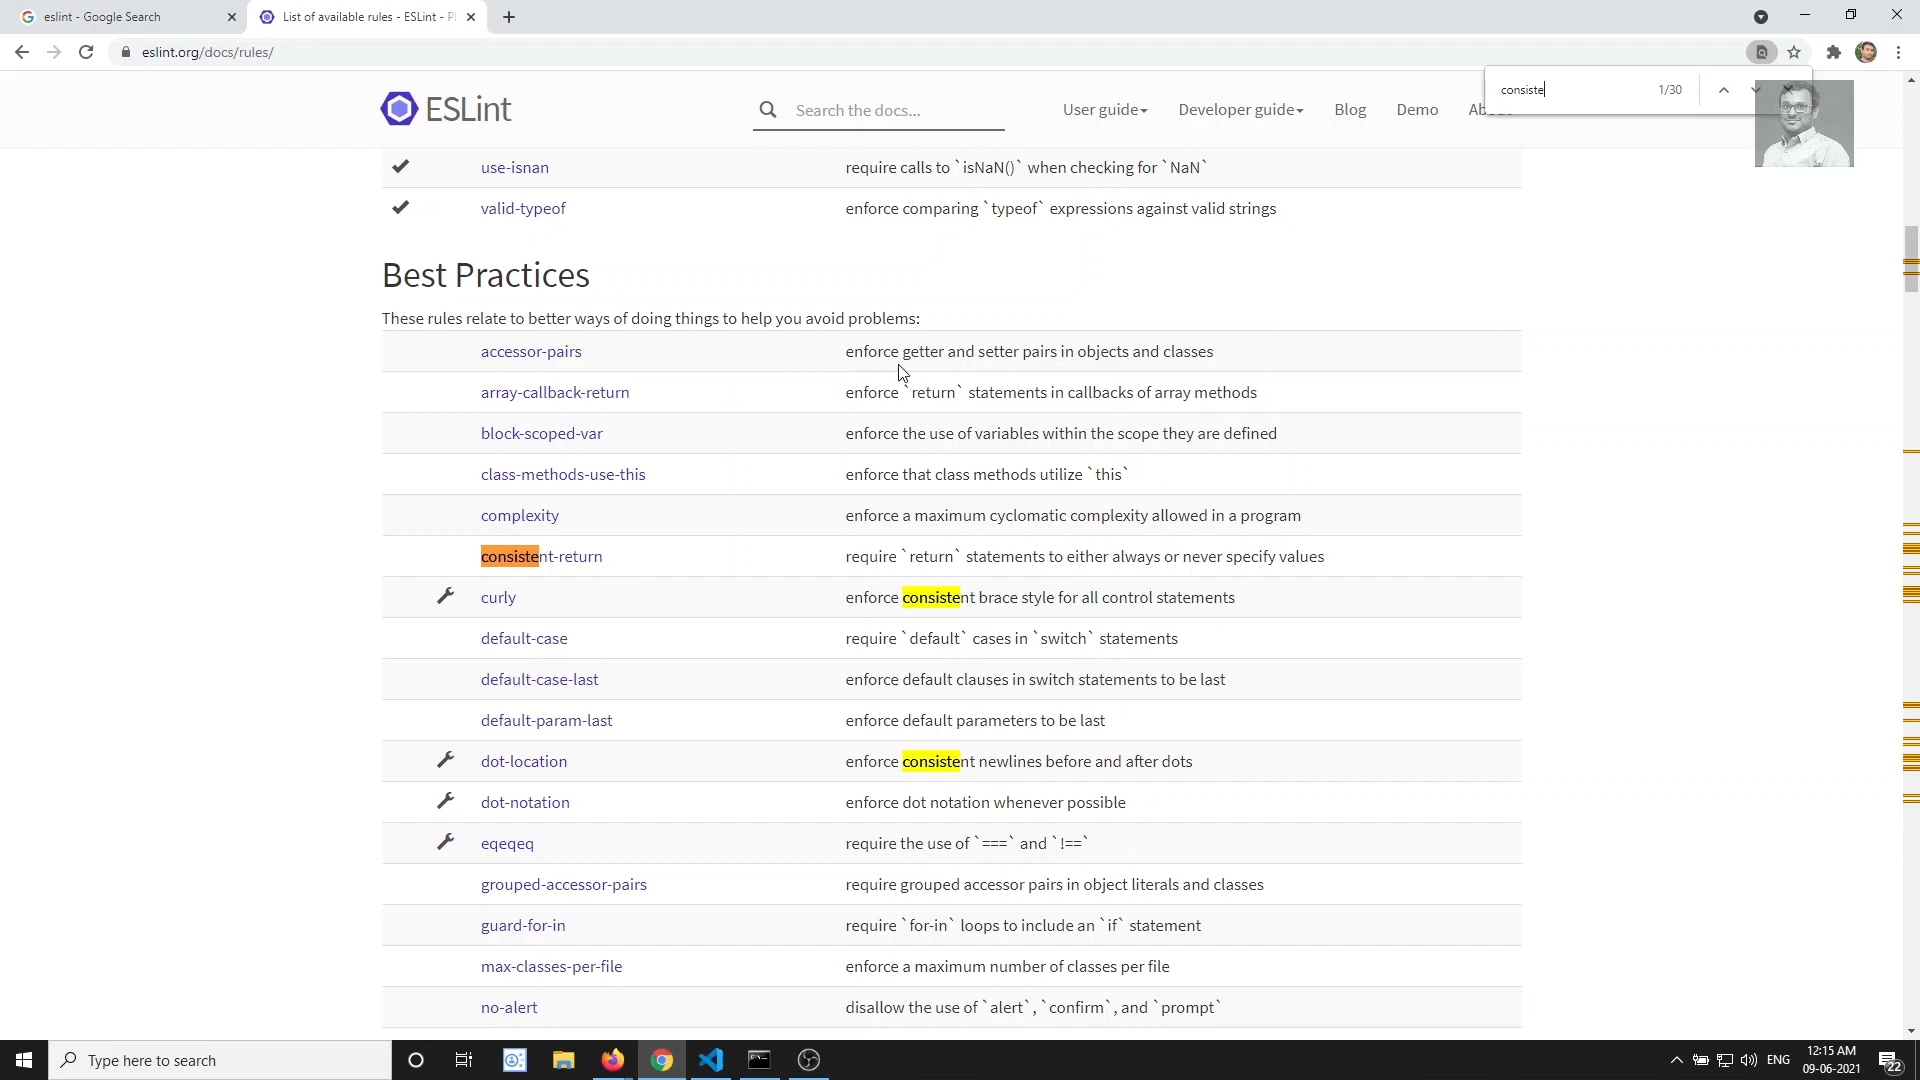 eslint - Google Search
List of available rules - ESLint - Pl
eslint.org/docs/rules/
consiste
1/30
ESLint
Search the docs...
User guide
Developer guide
Blog
Demo
use-isnan
require calls to `isNaN()` when checking for `NaN`
valid-typeof
enforce comparing `typeof` expressions against valid strings
Best Practices
These rules relate to better ways of doing things to help you avoid problems:
accessor-pairs
enforce getter and setter pairs in objects and classes
array-callback-return
enforce `return` statements in callbacks of array methods
block-scoped-var
enforce the use of variables within the scope they are defined
class-methods-use-this
enforce that class methods utilize `this`
complexity
enforce a maximum cyclomatic complexity allowed in a program
consistent-return
require `return` statements to either always or never specify values
curly
enforce consistent brace style for all control statements
default-case
require `default` cases in `switch` statements
default-case-last
enforce default clauses in switch statements to be last
default-param-last
enforce default parameters to be last
dot-location
enforce consistent newlines before and after dots
dot-notation
enforce dot notation whenever possible
eqeqeq
require the use of `===` and `!==`
grouped-accessor-pairs
require grouped accessor pairs in object literals and classes
guard-for-in
require `for-in` loops to include an `if` statement
max-classes-per-file
enforce a maximum number of classes per file
no-alert
disallow the use of `alert`, `confirm`, and `prompt`
Type here to search
ENG
12:15 AM
09-06-2021
22